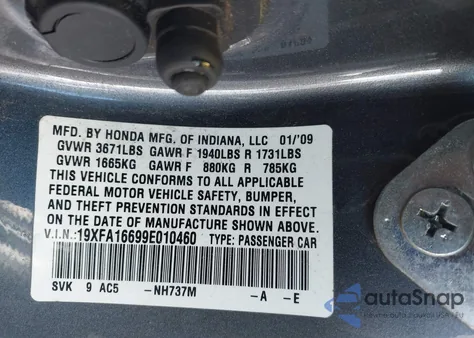 MFD. BY HONDA MFG. OF INDIANA, LLC 01/'09
GVWR 3671LBS GAWR F 1940LBS R 1731LBS
GVWR 1665KG GAWR F 880KG R 785KG
THIS VEHICLE CONFORMS TO ALL APPLICABLE
FEDERAL MOTOR VEHICLE SAFETY, BUMPER,
AND THEFT PREVENTION STANDARDS IN EFFECT
ON THE DATE OF MANUFACTURE SHOWN ABOVE.
V.I.N.:19XFA16699E010460 TYPE: PASSENGER CAR
SVK 9 AC5 -NH737M -A -E
autoSnap